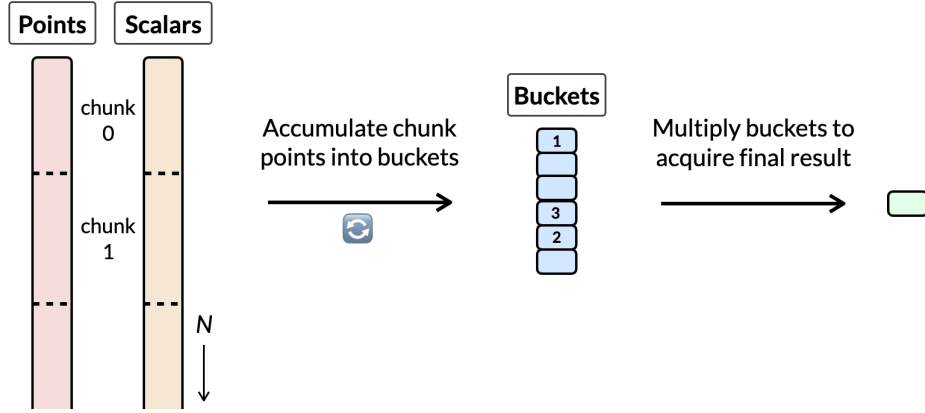 Points
Scalars
chunk
0
chunk
1
N
Accumulate chunk
points into buckets
Buckets
1
3
2
Multiply buckets to
acquire final result